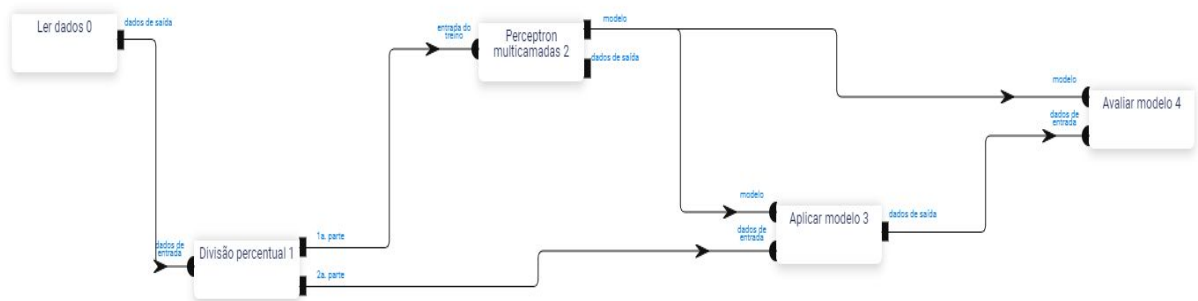 Ler dados 0
dados de saída
dados de
entrada
Divisão percentual 1
1a. parte
2a. parte
entrada do
treino
Perceptron
multicamadas 2
modelo
dados de saída
modelo
dados de
entrada
Aplicar modelo 3
dados de saída
modelo
dados de
entrada
Avaliar modelo 4